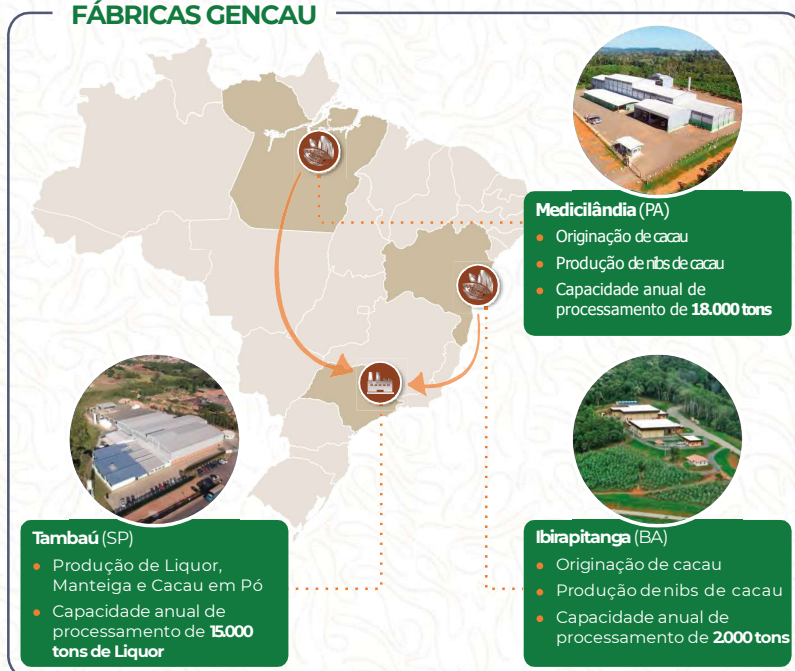 FÁBRICAS GENCAU
Medicilândia (PA)
• Originação de cacau
• Produção de nibs de cacau
• Capacidade anual de
processamento de 18.000 tons
Tambaú (SP)
• Produção de Liquor,
Manteiga e Cacau em Pó
• Capacidade anual de
processamento de 15.000
tons de Liquor
Ibirapitanga (BA)
• Originação de cacau
• Produção de nibs de cacau
• Capacidade anual de
processamento de 2.000 tons